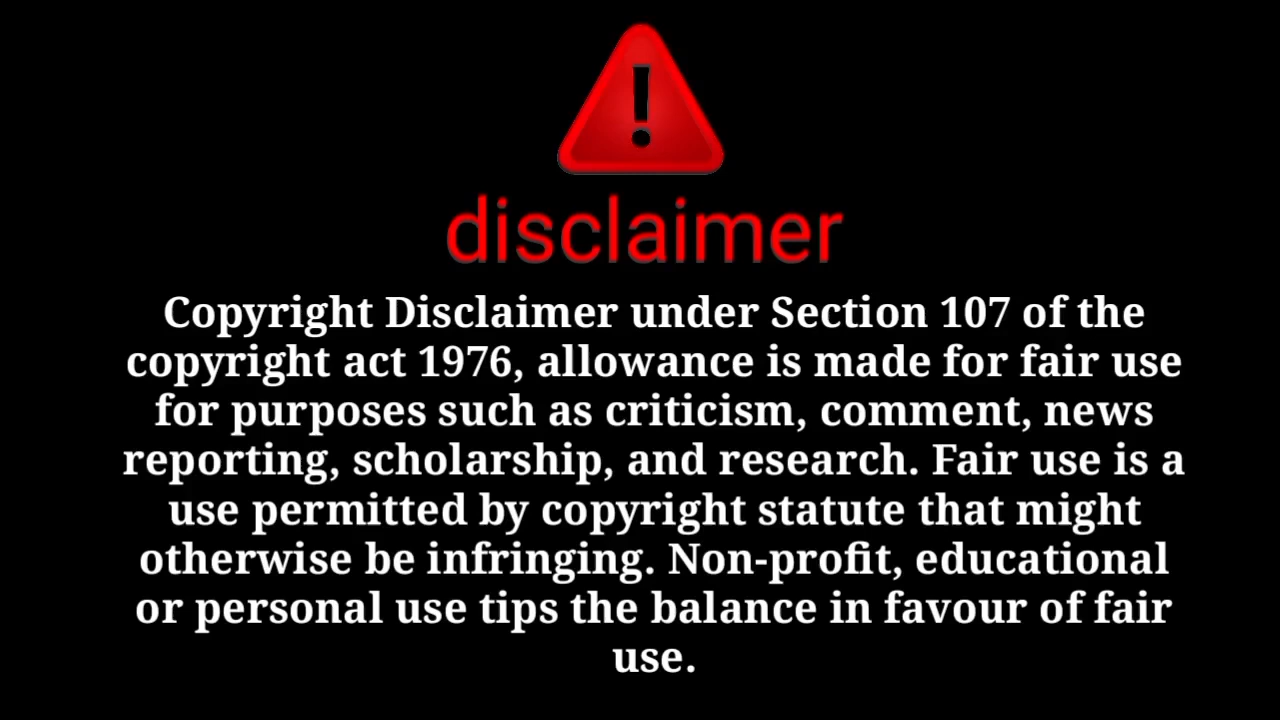 !
disclaimer
Copyright Disclaimer under Section 107 of the
copyright act 1976, allowance is made for fair use
for purposes such as criticism, comment, news
reporting, scholarship, and research. Fair use is a
use permitted by copyright statute that might
otherwise be infringing. Non-profit, educational
or personal use tips the balance in favour of fair
use.